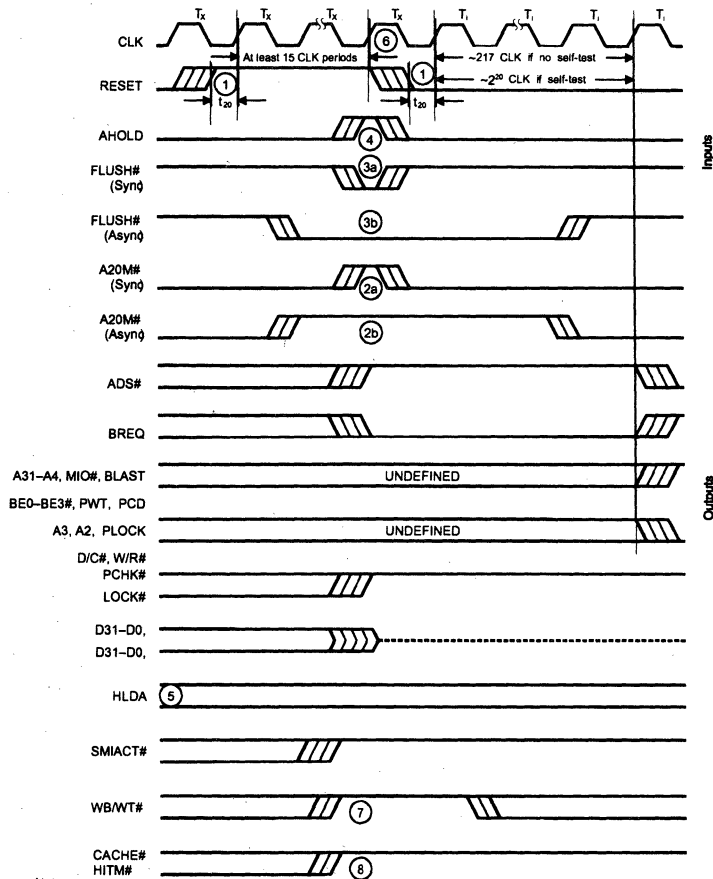 Tx Tx Tx Tx Ti Ti Ti Ti
CLK
6
At least 15 CLK periods
~217 CLK if no self-test
~2^20 CLK if self-test
RESET
1
1
t20
t20
AHOLD
4
3a
FLUSH#
(Sync)
FLUSH#
(Async)
3b
A20M#
(Sync)
2a
A20M#
(Async)
2b
ADS#
BREQ
A31–A4, MIO#, BLAST
UNDEFINED
BE0–BE3#, PWT, PCD
A3, A2, PLOCK
UNDEFINED
D/C#, W/R#
PCHK#
LOCK#
D31–D0,
D31–D0,
HLDA
5
SMIACT#
WB/WT#
7
CACHE#
HITM#
8
Inputs
Outputs